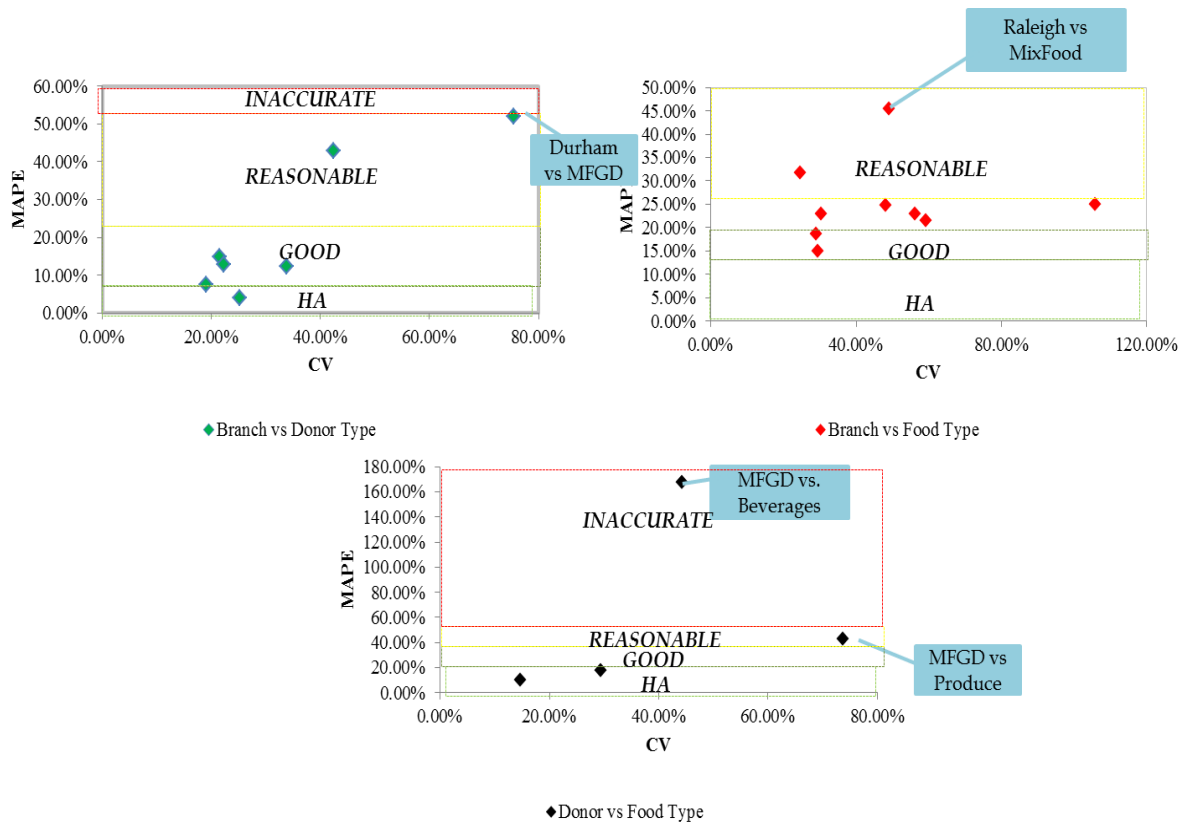 60.00%
50.00%
40.00%
30.00%
20.00%
10.00%
0.00%
MAPE
INACCURATE
REASONABLE
GOOD
HA
Durham
vs MFGD
0.00%
20.00%
40.00%
60.00%
80.00%
CV
Branch vs Donor Type
Raleigh vs
MixFood
50.00%
45.00%
40.00%
35.00%
30.00%
25.00%
20.00%
15.00%
10.00%
5.00%
0.00%
REASONABLE
GOOD
HA
0.00%
40.00%
80.00%
120.00%
CV
Branch vs Food Type
180.00%
160.00%
140.00%
120.00%
100.00%
80.00%
60.00%
40.00%
20.00%
0.00%
MAPE
MFGD vs.
Beverages
INACCURATE
REASONABLE
GOOD
HA
MFGD vs
Produce
0.00%
20.00%
40.00%
60.00%
80.00%
CV
Donor vs Food Type